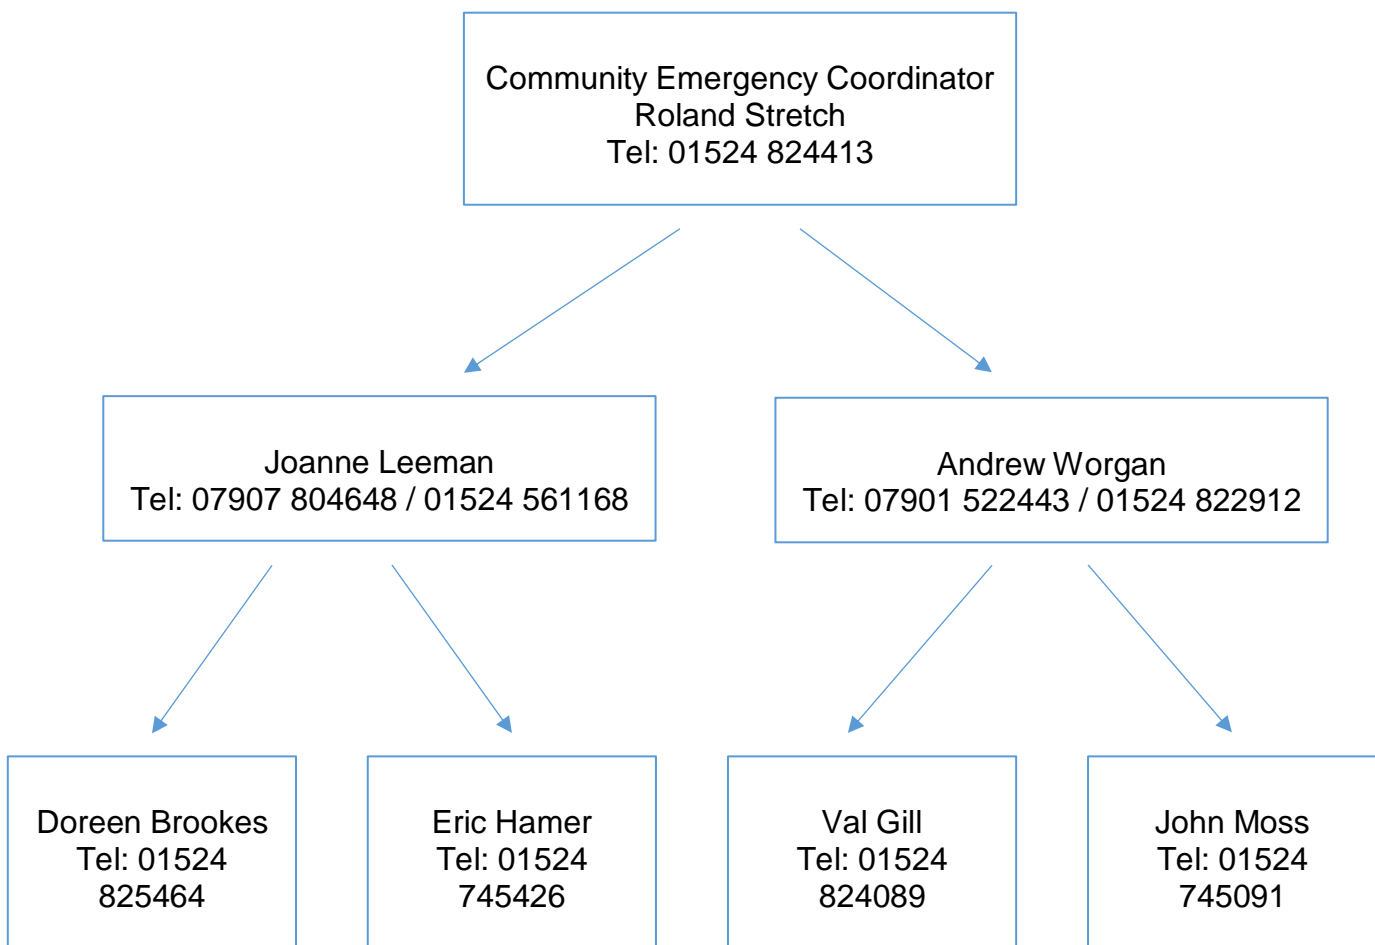 Community Emergency Coordinator
Roland Stretch
Tel: 01524 824413
Joanne Leeman
Tel: 07907 804648 / 01524 561168
Andrew Worgan
Tel: 07901 522443 / 01524 822912
Doreen Brookes
Tel: 01524
825464
Eric Hamer
Tel: 01524
745426
Val Gill
Tel: 01524
824089
John Moss
Tel: 01524
745091